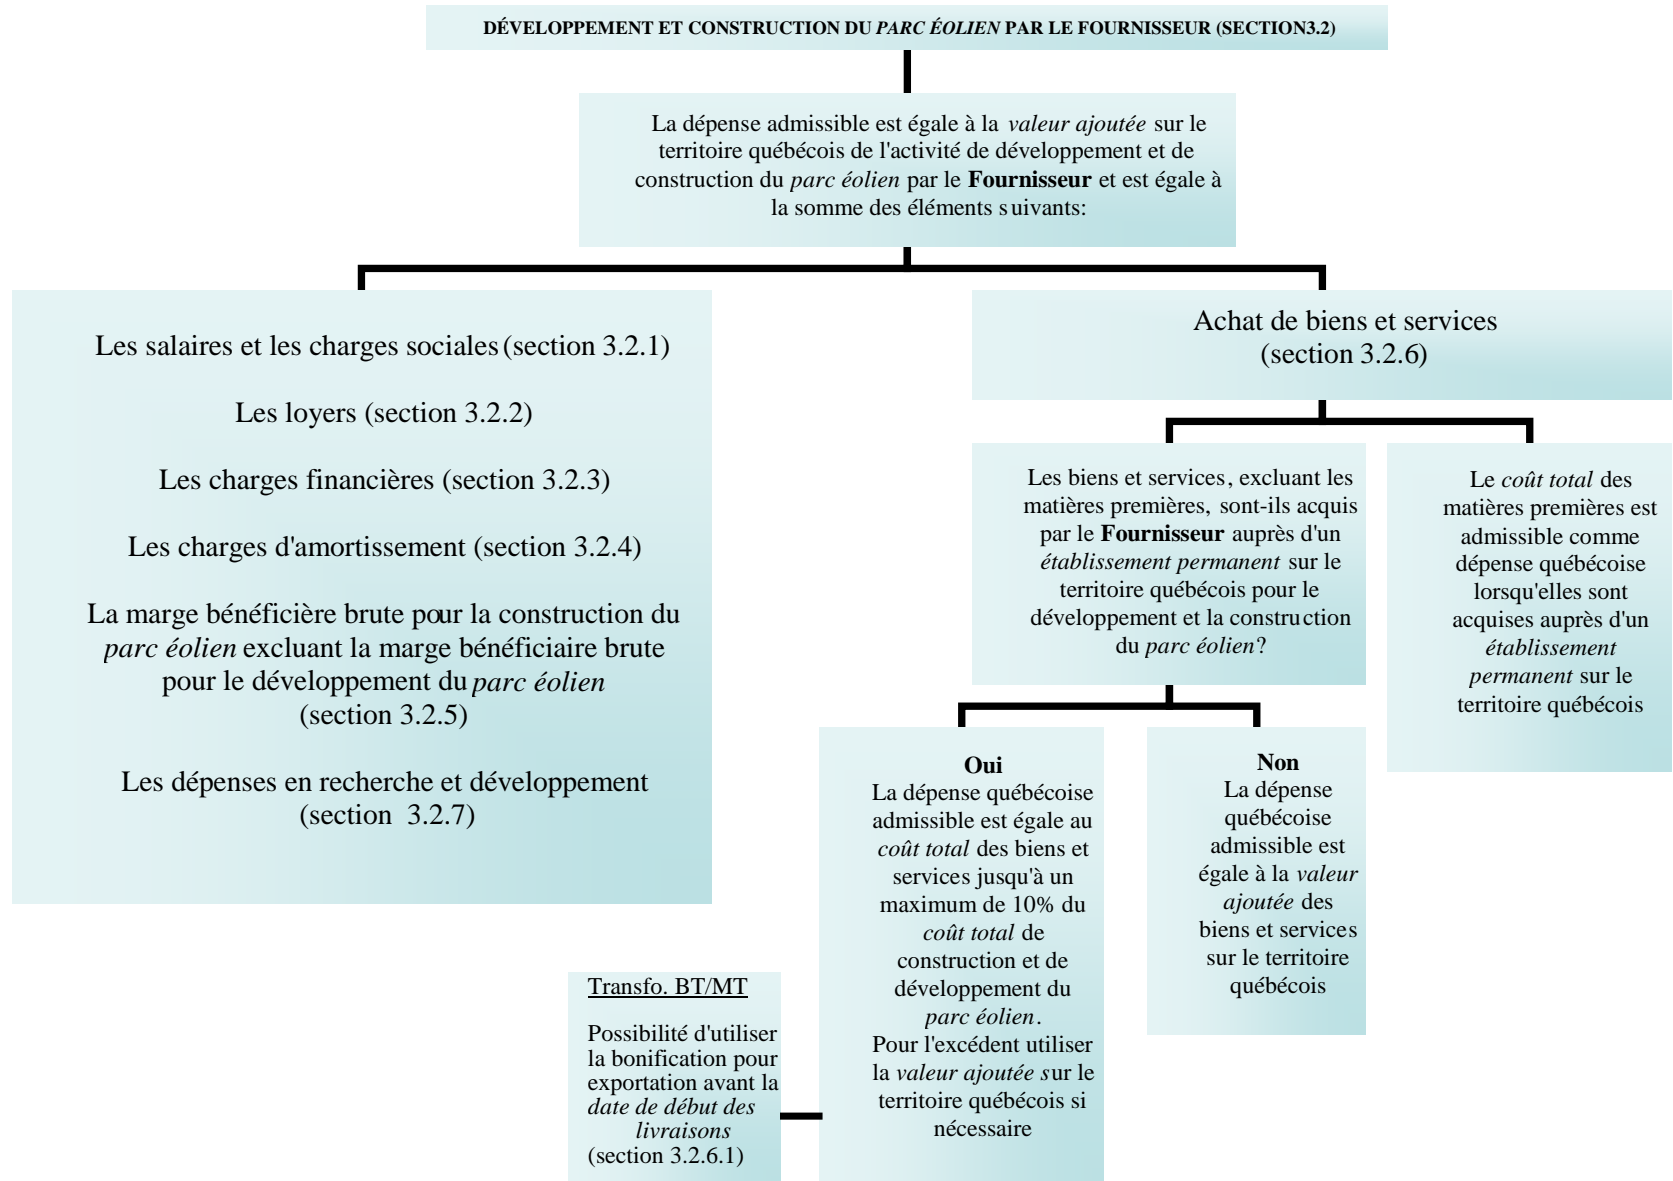 DÉVELOPPEMENT ET CONSTRUCTION DU PARC ÉOLIEN PAR LE FOURNISSEUR (SECTION3.2)
La dépense admissible est égale à la valeur ajoutée sur le
territoire québécois de l'activité de développement et de
construction du parc éolien par le Fournisseur et est égale à
la somme des éléments suivants:
Les salaires et les charges sociales (section 3.2.1)
Les loyers (section 3.2.2)
Les charges financières (section 3.2.3)
Les charges d'amortissement (section 3.2.4)
La marge bénéficière brute pour la construction du
parc éolien excluant la marge bénéficiaire brute
pour le développement du parc éolien
(section 3.2.5)
Les dépenses en recherche et développement
(section 3.2.7)
Achat de biens et services
(section 3.2.6)
Les biens et services, excluant les
matières premières, sont-ils acquis
par le Fournisseur auprès d'un
établissement permanent sur le
territoire québécois pour le
développement et la construction
du parc éolien?
Le coût total des
matières premières est
admissible comme
dépense québécoise
lorsqu'elles sont
acquises auprès d'un
établissement
permanent sur le
territoire québécois
Oui
La dépense québécoise
admissible est égale au
coût total des biens et
services jusqu'à un
maximum de 10% du
coût total de
construction et de
développement du
parc éolien.
Pour l'excédent utiliser
la valeur ajoutée sur le
territoire québécois si
nécessaire
Non
La dépense
québécoise
admissible est
égale à la valeur
ajoutée des
biens et services
sur le territoire
québécois
Transfo. BT/MT
Possibilité d'utiliser
la bonification pour
exportation avant la
date de début des
livraisons
(section 3.2.6.1)